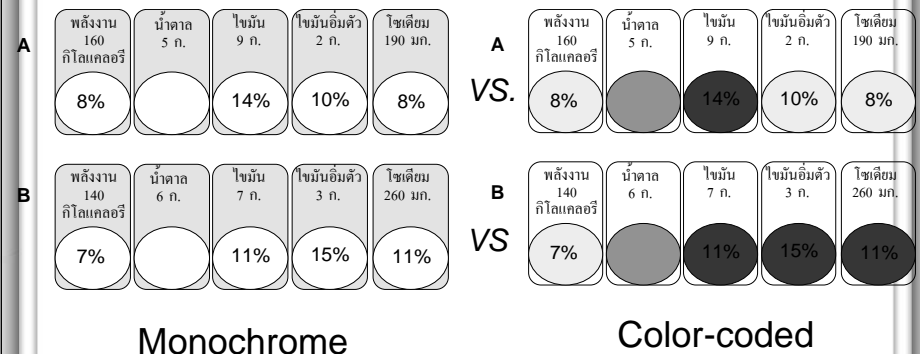 A
พลังงาน
160
กิโลแคลอรี
8%
น้ำตาล
5 ก.
ไขมัน
9 ก.
14%
ไขมันอิ่มตัว
2 ก.
10%
โซเดียม
190 มก.
8%
VS.
A
พลังงาน
160
กิโลแคลอรี
8%
น้ำตาล
5 ก.
ไขมัน
9 ก.
14%
ไขมันอิ่มตัว
2 ก.
10%
โซเดียม
190 มก.
8%
B
พลังงาน
140
กิโลแคลอรี
7%
น้ำตาล
6 ก.
ไขมัน
7 ก.
11%
ไขมันอิ่มตัว
3 ก.
15%
โซเดียม
260 มก.
11%
VS
B
พลังงาน
140
กิโลแคลอรี
7%
น้ำตาล
6 ก.
ไขมัน
7 ก.
11%
ไขมันอิ่มตัว
3 ก.
15%
โซเดียม
260 มก.
11%
Monochrome
Color-coded